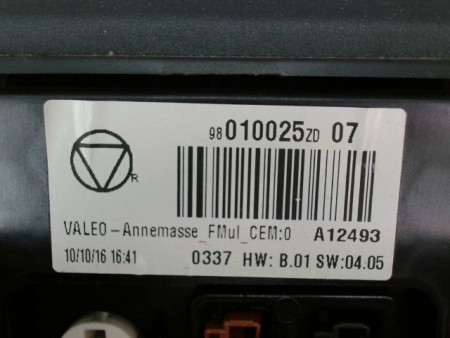 98 010025 ZD 07
R
VALEO-Annemasse_FMul_CEM:0 A12493
10/10/16 16:41 0337 HW: B.01 SW:04.05